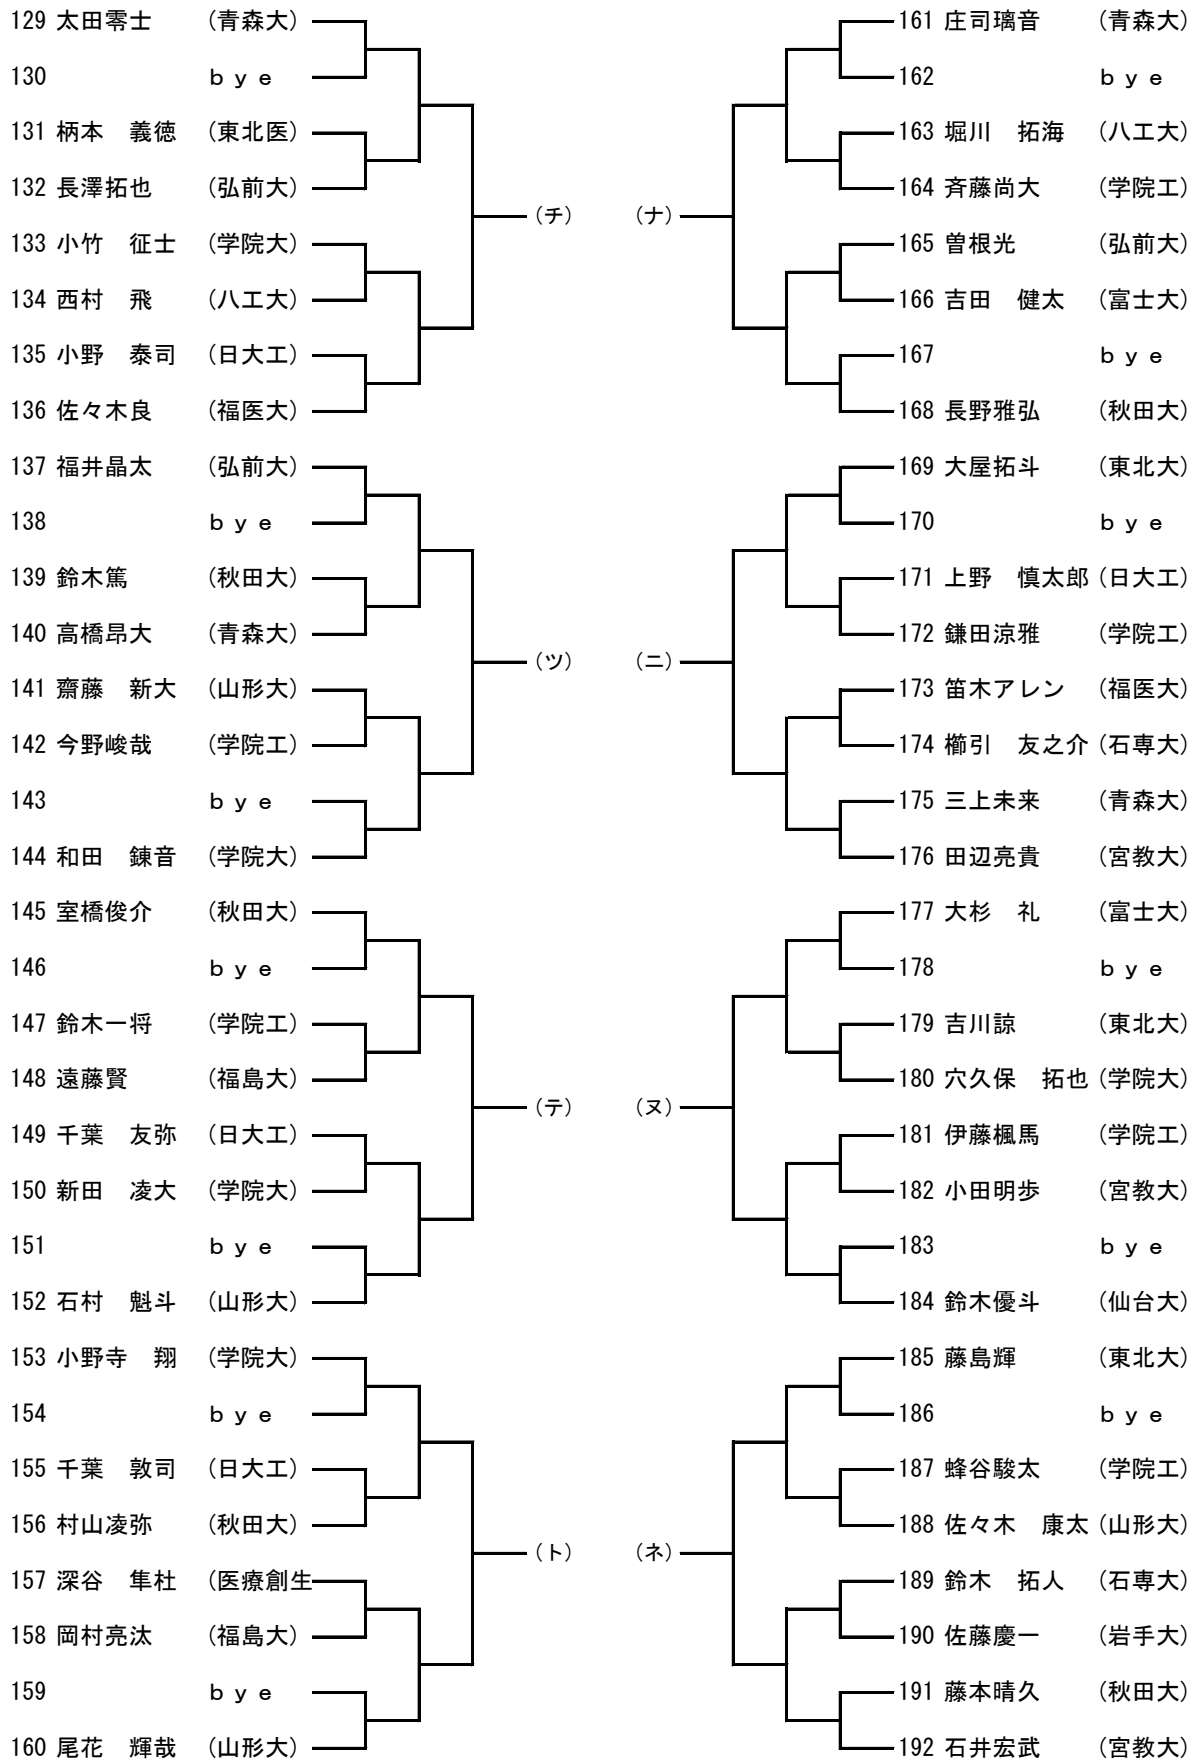 129 太田零士 (青森大)
130 ｂｙｅ
131 柄本　義徳 (東北医)
132 長澤拓也 (弘前大)
(チ)
133 小竹　征士 (学院大)
134 西村　飛 (八工大)
135 小野　泰司 (日大工)
136 佐々木良 (福医大)
137 福井晶太 (弘前大)
138 ｂｙｅ
139 鈴木篤 (秋田大)
140 高橋昂大 (青森大)
(ツ)
141 齋藤　新大 (山形大)
142 今野峻哉 (学院工)
143 ｂｙｅ
144 和田　錬音 (学院大)
145 室橋俊介 (秋田大)
146 ｂｙｅ
147 鈴木一将 (学院工)
148 遠藤賢 (福島大)
(テ)
149 千葉　友弥 (日大工)
150 新田　凌大 (学院大)
151 ｂｙｅ
152 石村　魁斗 (山形大)
153 小野寺　翔 (学院大)
154 ｂｙｅ
155 千葉　敦司 (日大工)
156 村山凌弥 (秋田大)
(ト)
157 深谷　隼杜 (医療創生
158 岡村亮汰 (福島大)
159 ｂｙｅ
160 尾花　輝哉 (山形大)
161 庄司璃音 (青森大)
162 ｂｙｅ
163 堀川　拓海 (八工大)
164 斉藤尚大 (学院工)
(ナ)
165 曽根光 (弘前大)
166 吉田　健太 (富士大)
167 ｂｙｅ
168 長野雅弘 (秋田大)
169 大屋拓斗 (東北大)
170 ｂｙｅ
171 上野　慎太郎 (日大工)
172 鎌田涼雅 (学院工)
(ニ)
173 笛木アレン (福医大)
174 櫛引　友之介 (石専大)
175 三上未来 (青森大)
176 田辺亮貴 (宮教大)
177 大杉　礼 (富士大)
178 ｂｙｅ
179 吉川諒 (東北大)
180 穴久保　拓也 (学院大)
(ヌ)
181 伊藤楓馬 (学院工)
182 小田明歩 (宮教大)
183 ｂｙｅ
184 鈴木優斗 (仙台大)
185 藤島輝 (東北大)
186 ｂｙｅ
187 蜂谷駿太 (学院工)
188 佐々木　康太 (山形大)
(ネ)
189 鈴木　拓人 (石専大)
190 佐藤慶一 (岩手大)
191 藤本晴久 (秋田大)
192 石井宏武 (宮教大)